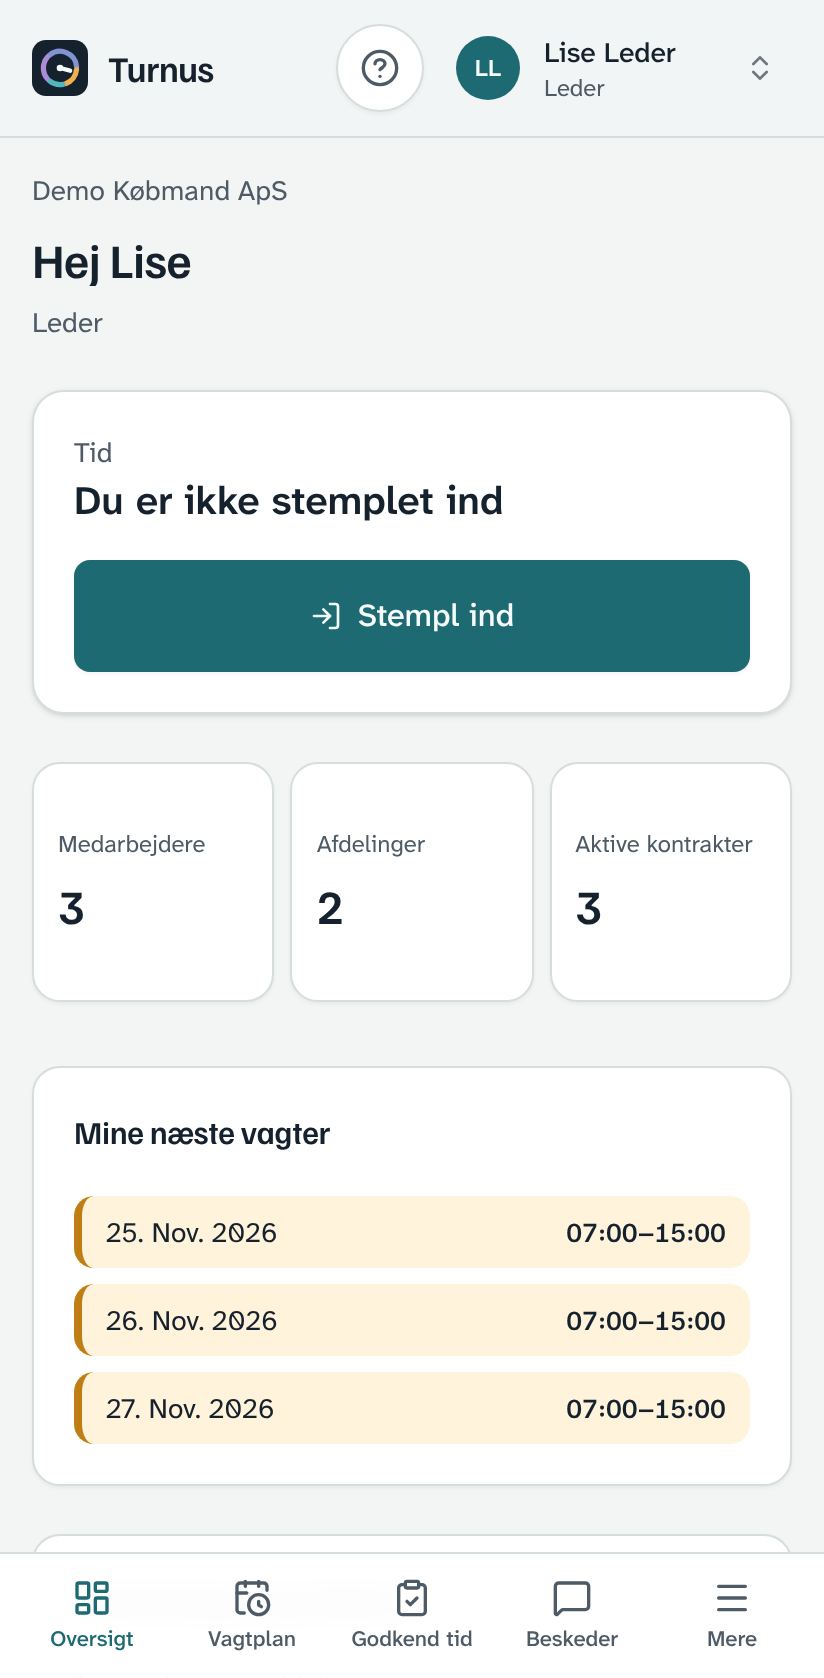 Turnus
LL
Lise Leder
Leder
Demo Købmand ApS
Hej Lise
Leder
Tid
Du er ikke stemplet ind
Stempl ind
Medarbejdere
3
Afdelinger
2
Aktive kontrakter
3
Mine næste vagter
25. Nov. 2026 07:00–15:00
26. Nov. 2026 07:00–15:00
27. Nov. 2026 07:00–15:00
Oversigt
Vagtplan
Godkend tid
Beskeder
Mere